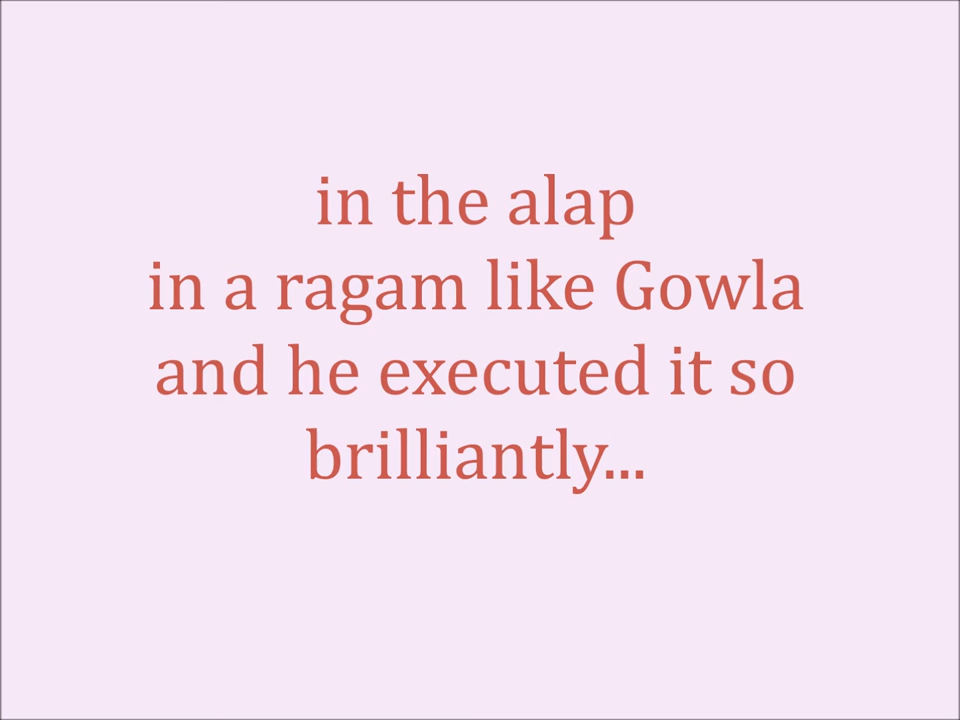 in the alap
in a ragam like Gowla
and he executed it so
brilliantly...